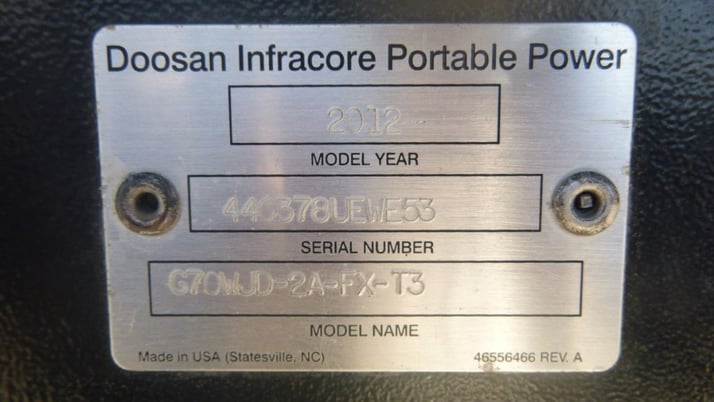 Doosan Infracore Portable Power
2012
MODEL YEAR
SERIAL NUMBER
G70WJD-2A-FX-T3
MODEL NAME
Made in USA (Statesville, NC)
46556466 REV. A